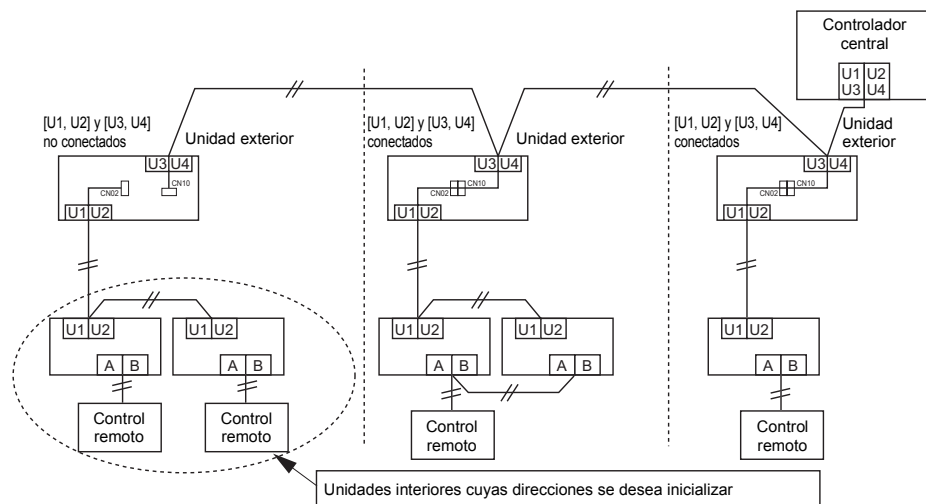 Controlador
central
U1 U2
U3 U4
[U1, U2] y [U3, U4]
no conectados
Unidad exterior
[U1, U2] y [U3, U4]
conectados
Unidad exterior
[U1, U2] y [U3, U4]
conectados
Unidad
exterior
U3 U4
U3 U4
U3 U4
CN02
CN10
CN02
CN10
CN02
CN10
U1 U2
U1 U2
U1 U2
U1 U2
U1 U2
U1 U2
U1 U2
U1 U2
A B
A B
A B
A B
A B
Control
remoto
Control
remoto
Control
remoto
Control
remoto
Unidades interiores cuyas direcciones se desea inicializar